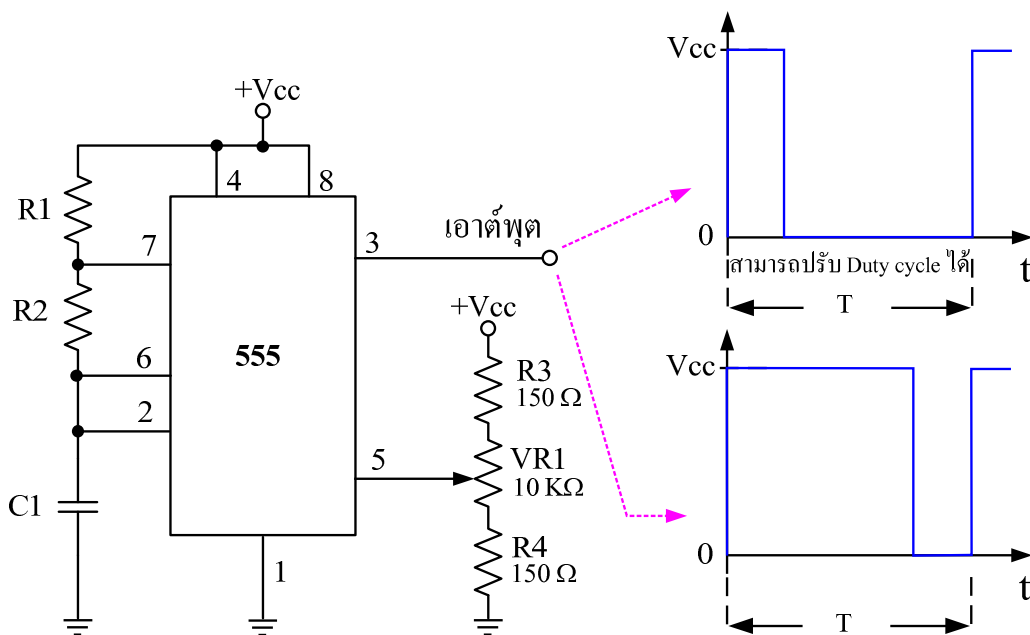 +Vcc
4
8
R1
7
3
เอาต์พุต
R2
+Vcc
6
555
R3
150 Ω
2
5
VR1
10 KΩ
C1
R4
150 Ω
1
Vcc
0
t
สามารถปรับ Duty cycle ได้
T
Vcc
0
t
T